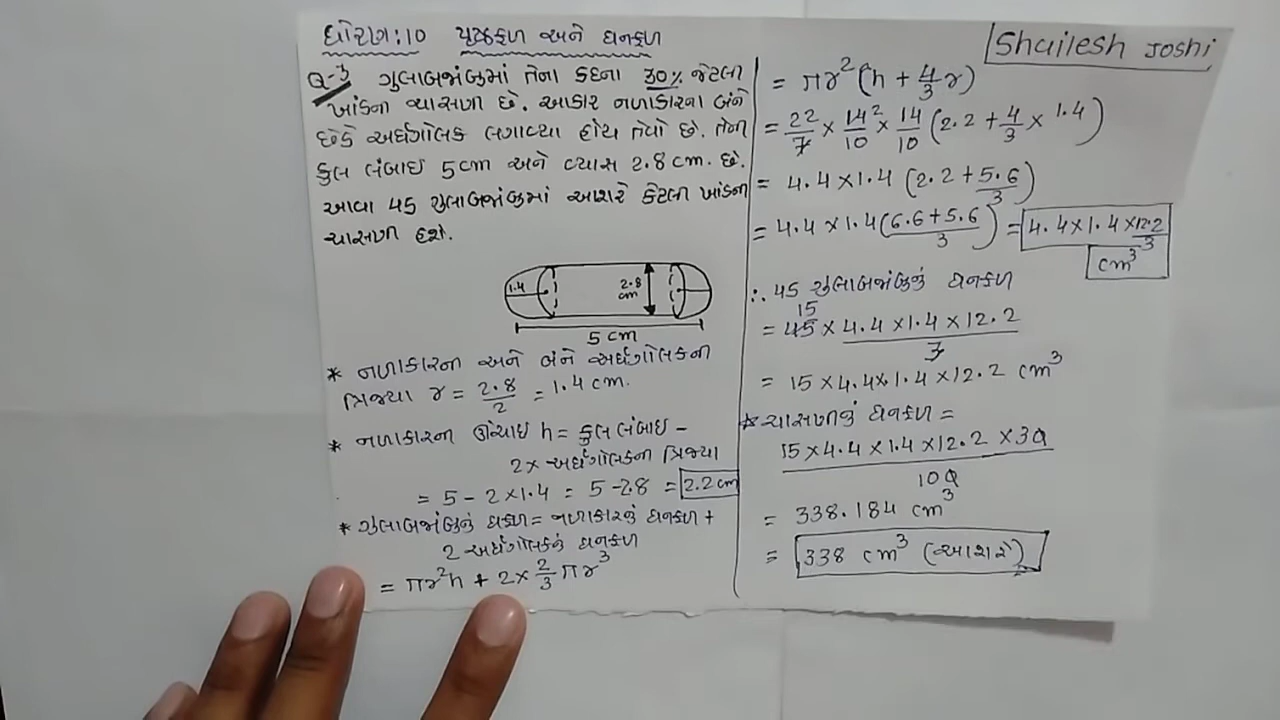 ધોરણ:10 પૃષ્ઠફળ અને ઘનફળ
Shailesh Joshi
Q-3 ગુલાબજાંબુમાં તેના કદના 30% જેટલી
ખાંડની ચાસણી છે. આકાર નળાકારના બંને
છેડે અર્ધગોલક લગાવ્યા હોય તેવો છે. તેની
કુલ લંબાઇ 5cm અને વ્યાસ 2.8 cm. છે.
આવા 45 ગુલાબજાંબુમાં આશરે કેટલી ખાંડની
ચાસણી હશે.
1.4
2.8
cm
5 cm
* નળાકારની અને બંને અર્ધગોલકની
ત્રિજ્યા r = 2.8/2 = 1.4 cm.
* નળાકારની ઊંચાઇ h = કુલ લંબાઇ -
2x અર્ધગોલકની ત્રિજ્યા
= 5 - 2 x 1.4 = 5 - 2.8 = 2.2 cm
* ગુલાબજાંબુનું ઘફળ = નળાકારનું ઘનફળ +
2 અર્ધગોલકનું ઘનફળ
= πr²h + 2 x 2/3 πr³
= πr² (h + 4/3 r)
= 22/7 x 14²/10 x 14/10 (2.2 + 4/3 x 1.4)
= 4.4 x 1.4 (2.2 + 5.6/3)
= 4.4 x 1.4 (6.6 + 5.6/3) = 4.4 x 1.4 x 12.2/3
cm³
∴ 45 ગુલાબજાંબુનું ઘનફળ
15
= 45 x 4.4 x 1.4 x 12.2/3
= 15 x 4.4 x 1.4 x 12.2 cm³
* ચાસણીનું ઘનફળ =
15 x 4.4 x 1.4 x 12.2 x 30
100
= 338.184 cm³
= 338 cm³ (આશરે)